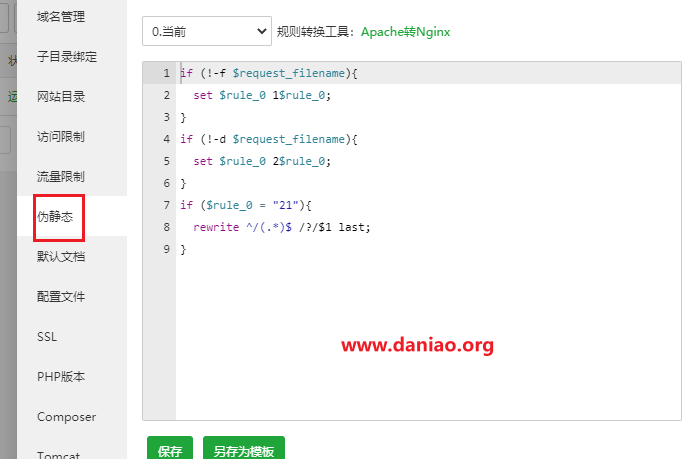 域名管理
子目录绑定
网站目录
访问限制
流量限制
伪静态
默认文档
配置文件
SSL
PHP版本
Composer
Tomcat
0.当前 规则转换工具：Apache转Nginx
1 if (!-f $request_filename){
2 set $rule_0 1$rule_0;
3 }
4 if (!-d $request_filename){
5 set $rule_0 2$rule_0;
6 }
7 if ($rule_0 = "21"){
8 rewrite ^/(.*)$ /?/$1 last;
9 }
www.daniao.org
保存 另存为模板